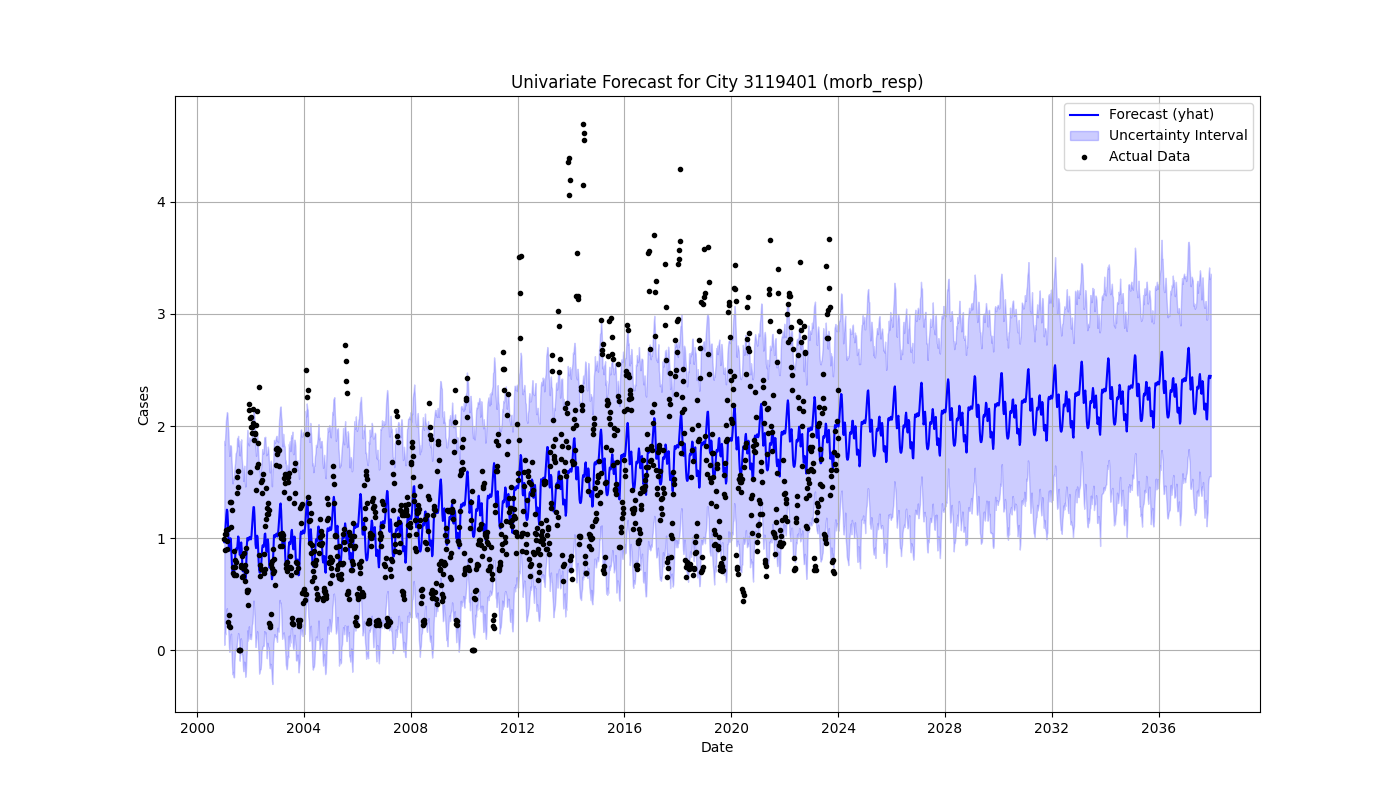 Univariate Forecast for City 3119401 (morb_resp)
Forecast (yhat)
Uncertainty Interval
Actual Data
Cases
4
3
2
1
0
2000 2004 2008 2012 2016 2020 2024 2028 2032 2036
Date